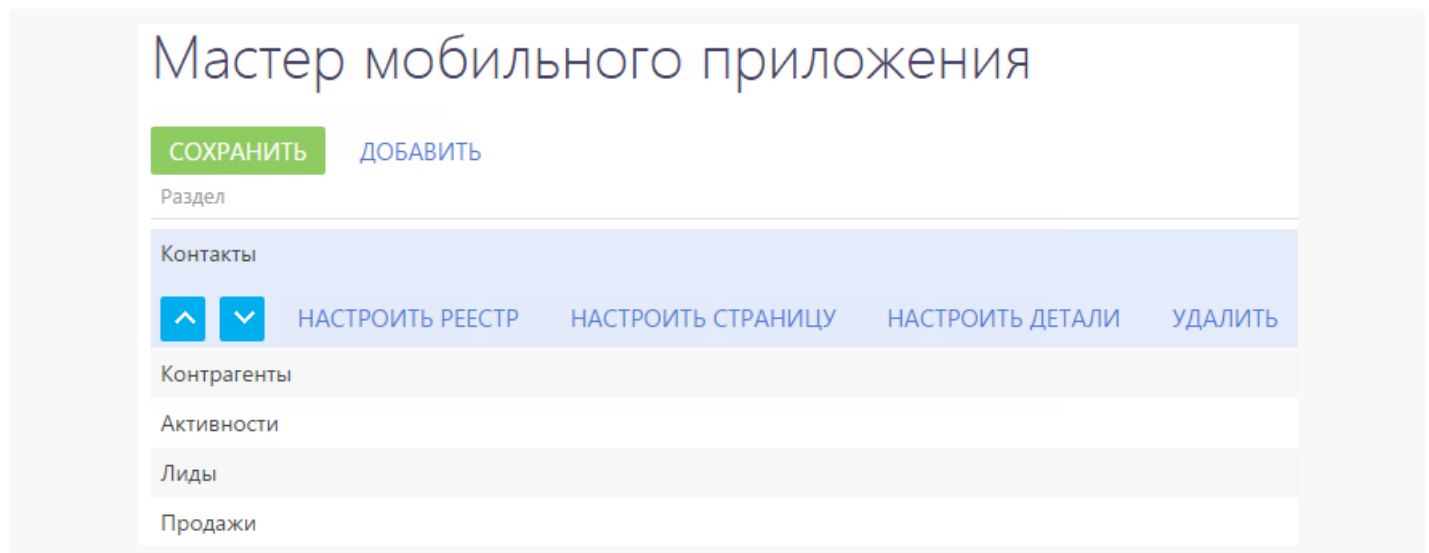 Мастер мобильного приложения
СОХРАНИТЬ ДОБАВИТЬ
Раздел
Контакты
НАСТРОИТЬ РЕЕСТР НАСТРОИТЬ СТРАНИЦУ НАСТРОИТЬ ДЕТАЛИ УДАЛИТЬ
Контрагенты
Активности
Лиды
Продажи